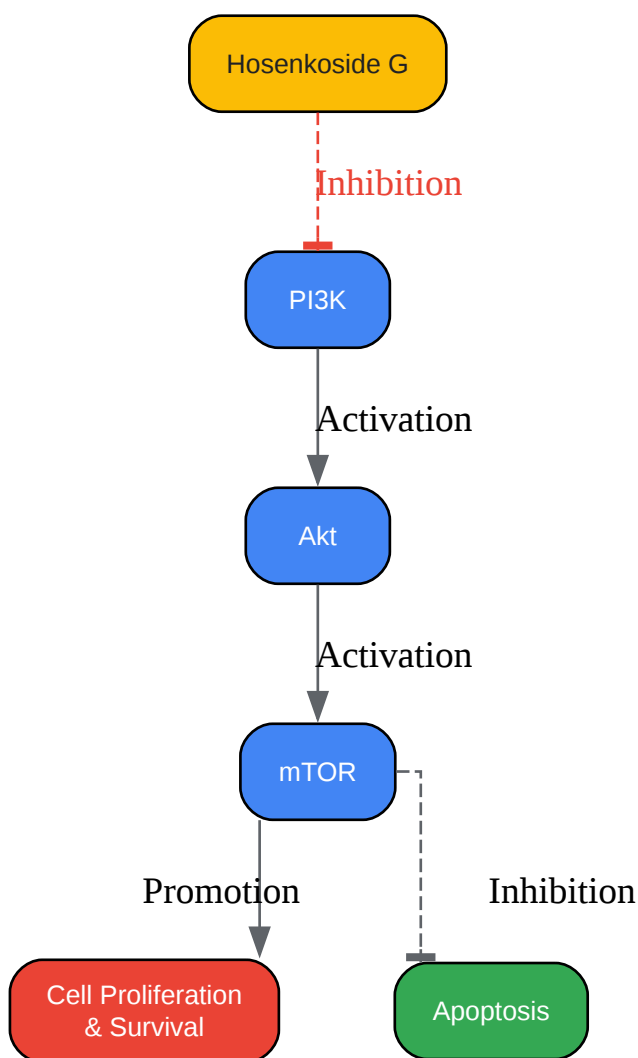 Hosenkoside G
Inhibition
PI3K
Activation
Akt
Activation
mTOR
Promotion
Inhibition
Cell Proliferation
& Survival
Apoptosis